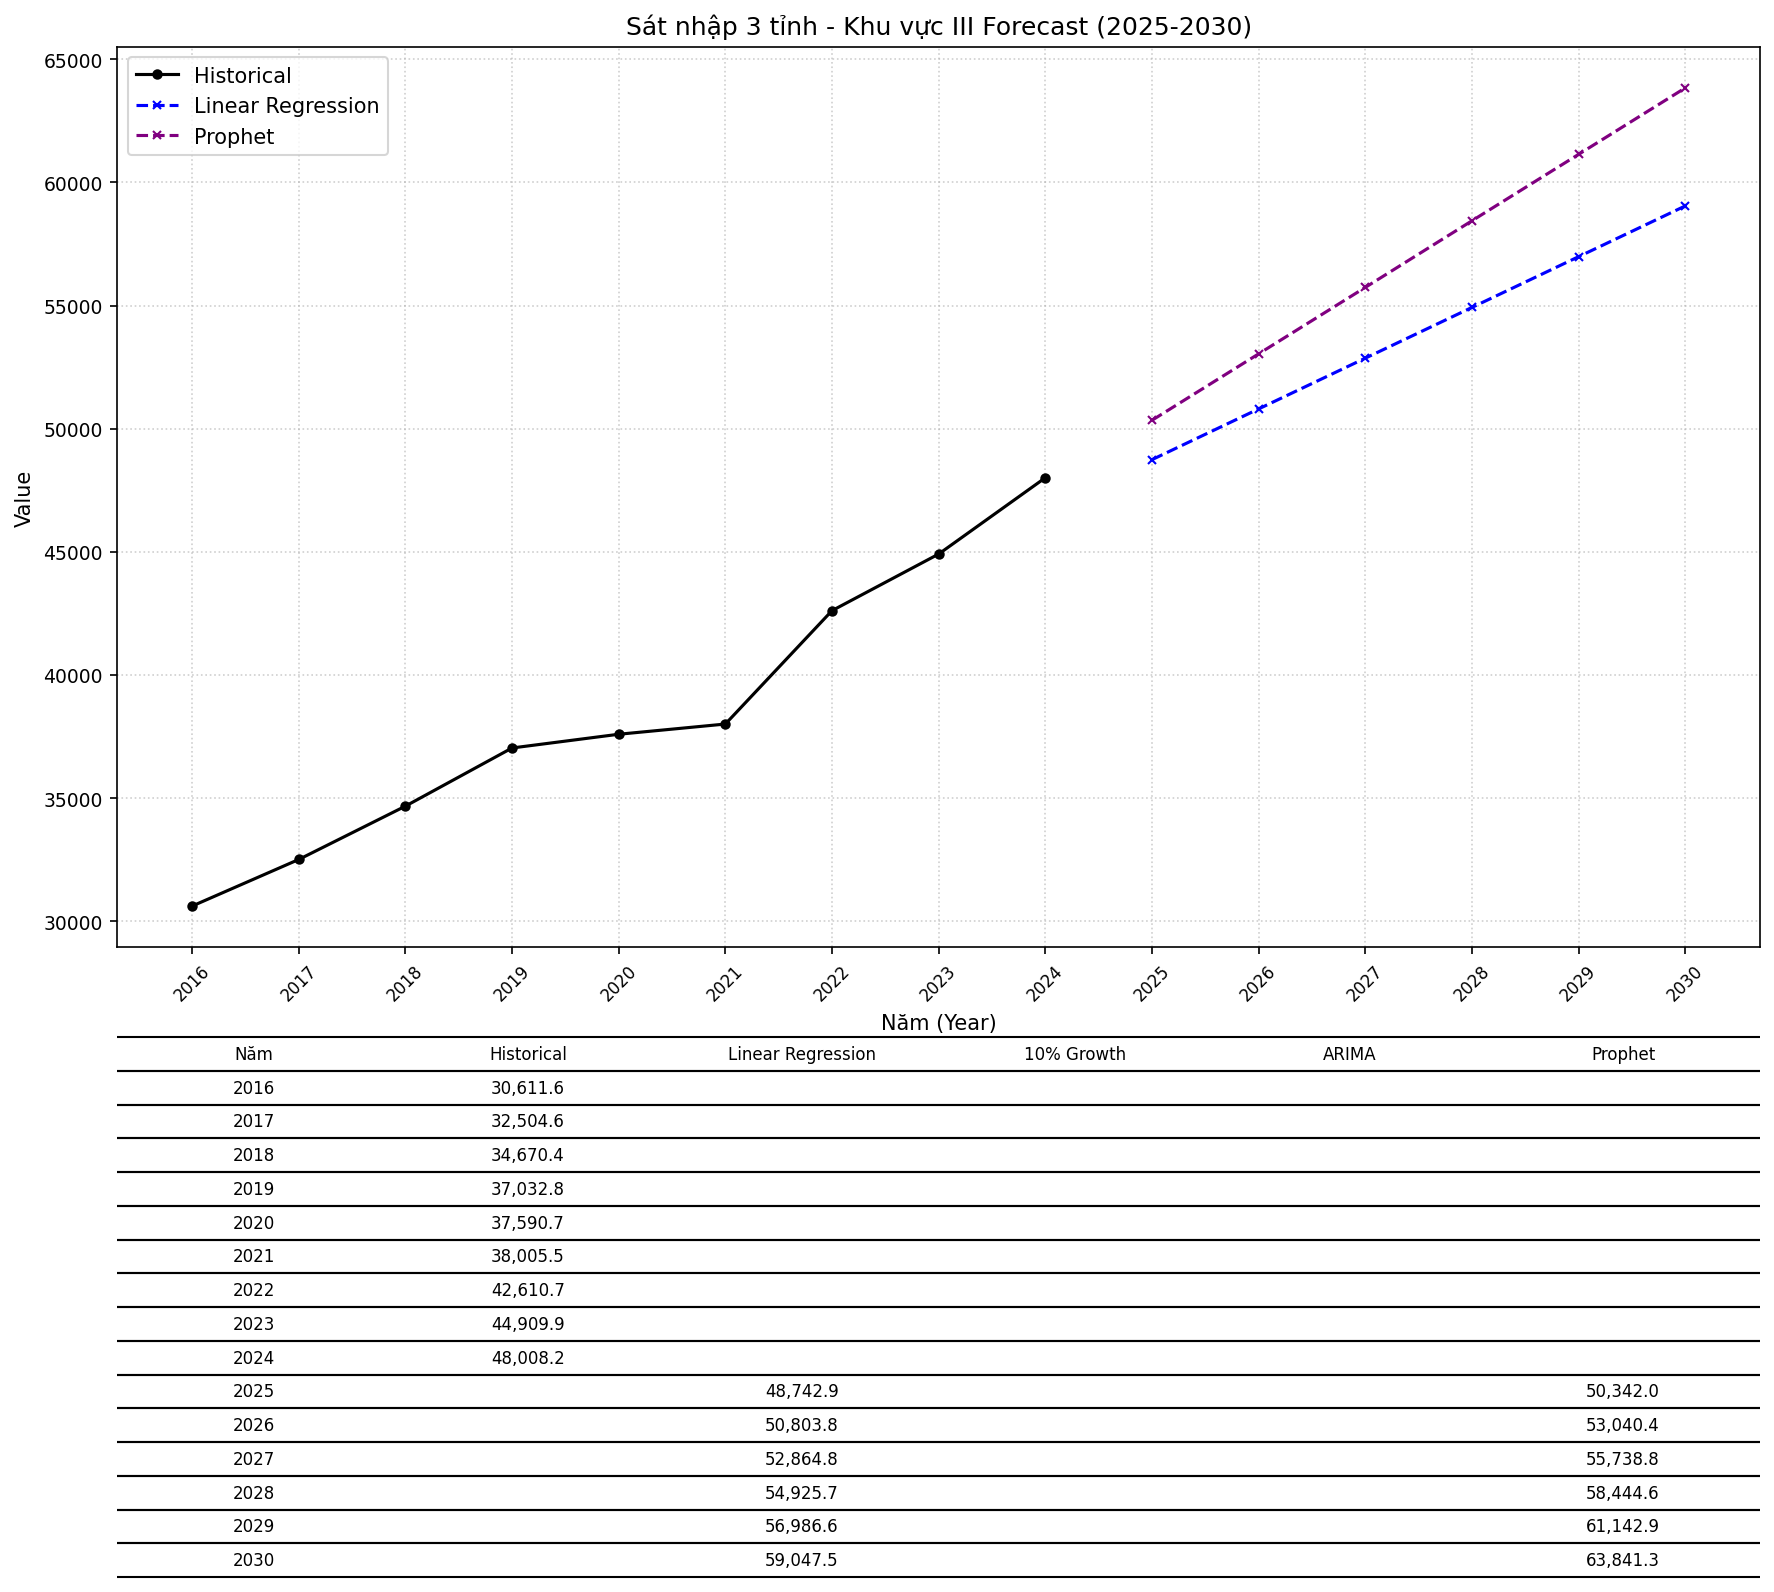 Sát nhập 3 tỉnh - Khu vực III Forecast (2025-2030)
Historical
Linear Regression
Prophet
65000
60000
55000
50000
45000
40000
35000
30000
Value
2016 2017 2018 2019 2020 2021 2022 2023 2024 2025 2026 2027 2028 2029 2030
Năm (Year)
Năm Historical Linear Regression 10% Growth ARIMA Prophet
2016 30,611.6
2017 32,504.6
2018 34,670.4
2019 37,032.8
2020 37,590.7
2021 38,005.5
2022 42,610.7
2023 44,909.9
2024 48,008.2
2025 48,742.9 50,342.0
2026 50,803.8 53,040.4
2027 52,864.8 55,738.8
2028 54,925.7 58,444.6
2029 56,986.6 61,142.9
2030 59,047.5 63,841.3